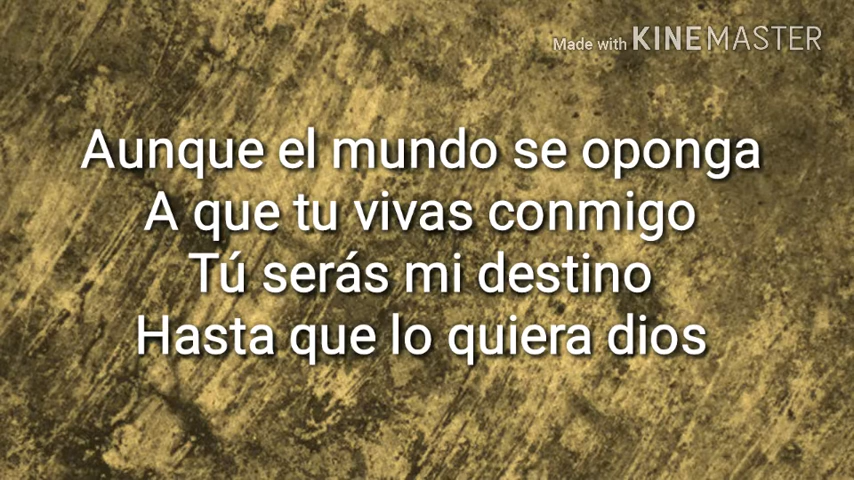 Made with KINEMASTER
Aunque el mundo se oponga
A que tu vivas conmigo
Tú serás mi destino
Hasta que lo quiera dios